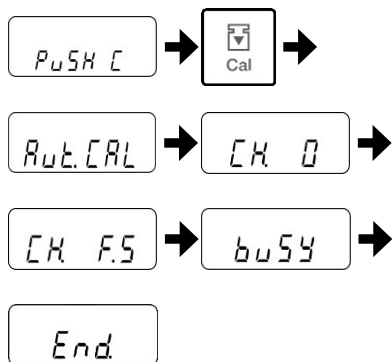 PuSH C
Cal
Aut.CAL
CH. 0
CH. F.S
buSY
End.